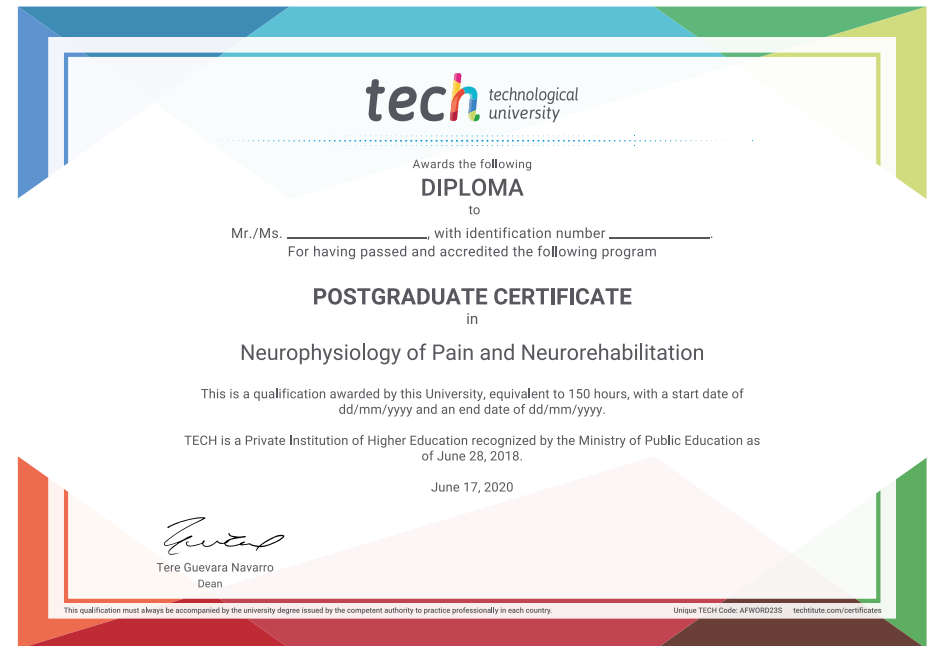 tech technological
university
Awards the following
DIPLOMA
to
Mr./Ms. ____________________, with identification number ______________.
For having passed and accredited the following program
POSTGRADUATE CERTIFICATE
in
Neurophysiology of Pain and Neurorehabilitation
This is a qualification awarded by this University, equivalent to 150 hours, with a start date of
dd/mm/yyyy and an end date of dd/mm/yyyy.
TECH is a Private Institution of Higher Education recognized by the Ministry of Public Education as
of June 28, 2018.
June 17, 2020
Tere Guevara Navarro
Dean
This qualification must always be accompanied by the university degree issued by the competent authority to practice professionally in each country.
Unique TECH Code: AFWORD23S techtitute.com/certificates